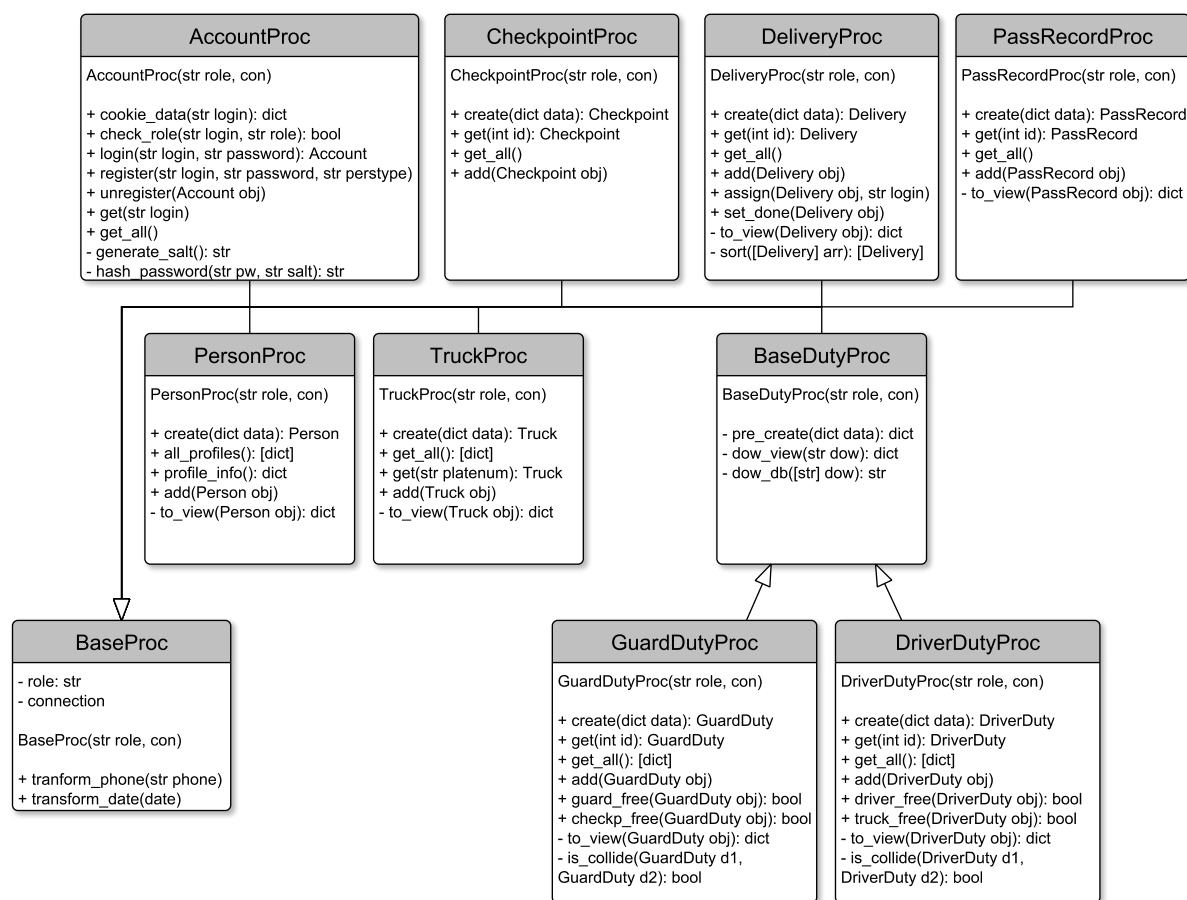 AccountProc
AccountProc(str role, con)
+ cookie_data(str login): dict
+ check_role(str login, str role): bool
+ login(str login, str password): Account
+ register(str login, str password, str perstype)
+ unregister(Account obj)
+ get(str login)
+ get_all()
- generate_salt(): str
- hash_password(str pw, str salt): str
CheckpointProc
CheckpointProc(str role, con)
+ create(dict data): Checkpoint
+ get(int id): Checkpoint
+ get_all()
+ add(Checkpoint obj)
DeliveryProc
DeliveryProc(str role, con)
+ create(dict data): Delivery
+ get(int id): Delivery
+ get_all()
+ add(Delivery obj)
+ assign(Delivery obj, str login)
+ set_done(Delivery obj)
- to_view(Delivery obj): dict
- sort([Delivery] arr): [Delivery]
PassRecordProc
PassRecordProc(str role, con)
+ create(dict data): PassRecord
+ get(int id): PassRecord
+ get_all()
+ add(PassRecord obj)
- to_view(PassRecord obj): dict
PersonProc
PersonProc(str role, con)
+ create(dict data): Person
+ all_profiles(): [dict]
+ profile_info(): dict
+ add(Person obj)
- to_view(Person obj): dict
TruckProc
TruckProc(str role, con)
+ create(dict data): Truck
+ get_all(): [dict]
+ get(str platenum): Truck
+ add(Truck obj)
- to_view(Truck obj): dict
BaseDutyProc
BaseDutyProc(str role, con)
- pre_create(dict data): dict
- dow_view(str dow): dict
- dow_db([str] dow): str
BaseProc
- role: str
- connection
BaseProc(str role, con)
+ tranform_phone(str phone)
+ transform_date(date)
GuardDutyProc
GuardDutyProc(str role, con)
+ create(dict data): GuardDuty
+ get(int id): GuardDuty
+ get_all(): [dict]
+ add(GuardDuty obj)
+ guard_free(GuardDuty obj): bool
+ checkp_free(GuardDuty obj): bool
- to_view(GuardDuty obj): dict
- is_collide(GuardDuty d1,
GuardDuty d2): bool
DriverDutyProc
DriverDutyProc(str role, con)
+ create(dict data): DriverDuty
+ get(int id): DriverDuty
+ get_all(): [dict]
+ add(DriverDuty obj)
+ driver_free(DriverDuty obj): bool
+ truck_free(DriverDuty obj): bool
- to_view(DriverDuty obj): dict
- is_collide(DriverDuty d1,
DriverDuty d2): bool